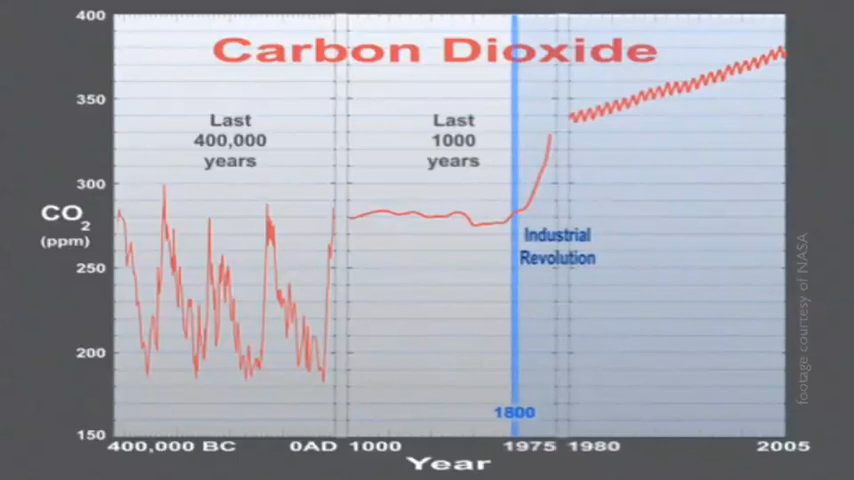 Carbon Dioxide
400
350
300
250
200
150
CO2
(ppm)
Last
400,000
years
Last
1000
years
Industrial
Revolution
1800
400,000 BC
0AD
1000
1975
1980
2005
Year
footage courtesy of NASA